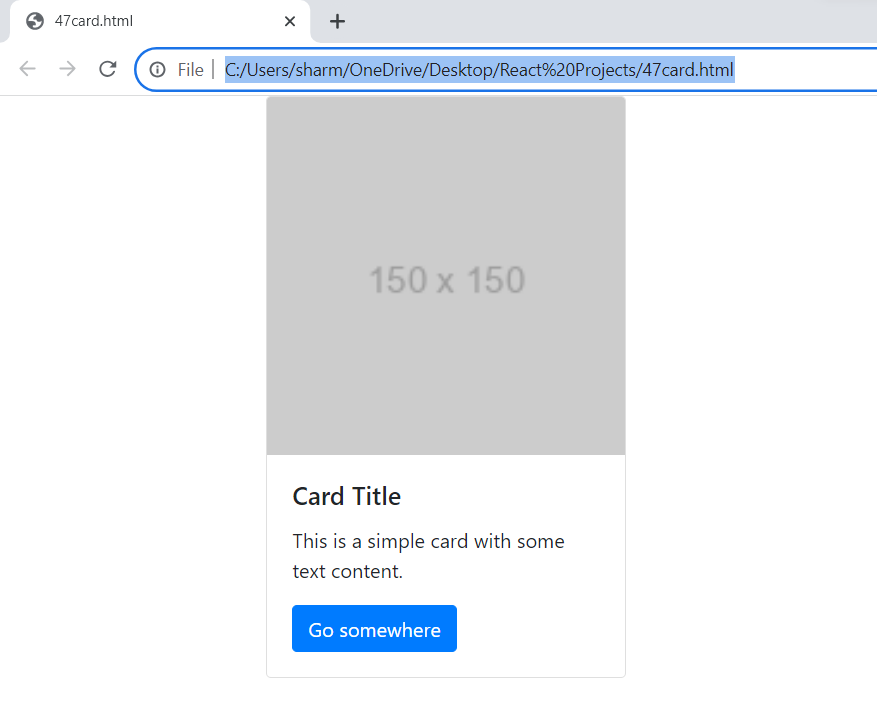 47card.html
File | C:/Users/sharm/OneDrive/Desktop/React%20Projects/47card.html
150 x 150
Card Title
This is a simple card with some
text content.
Go somewhere